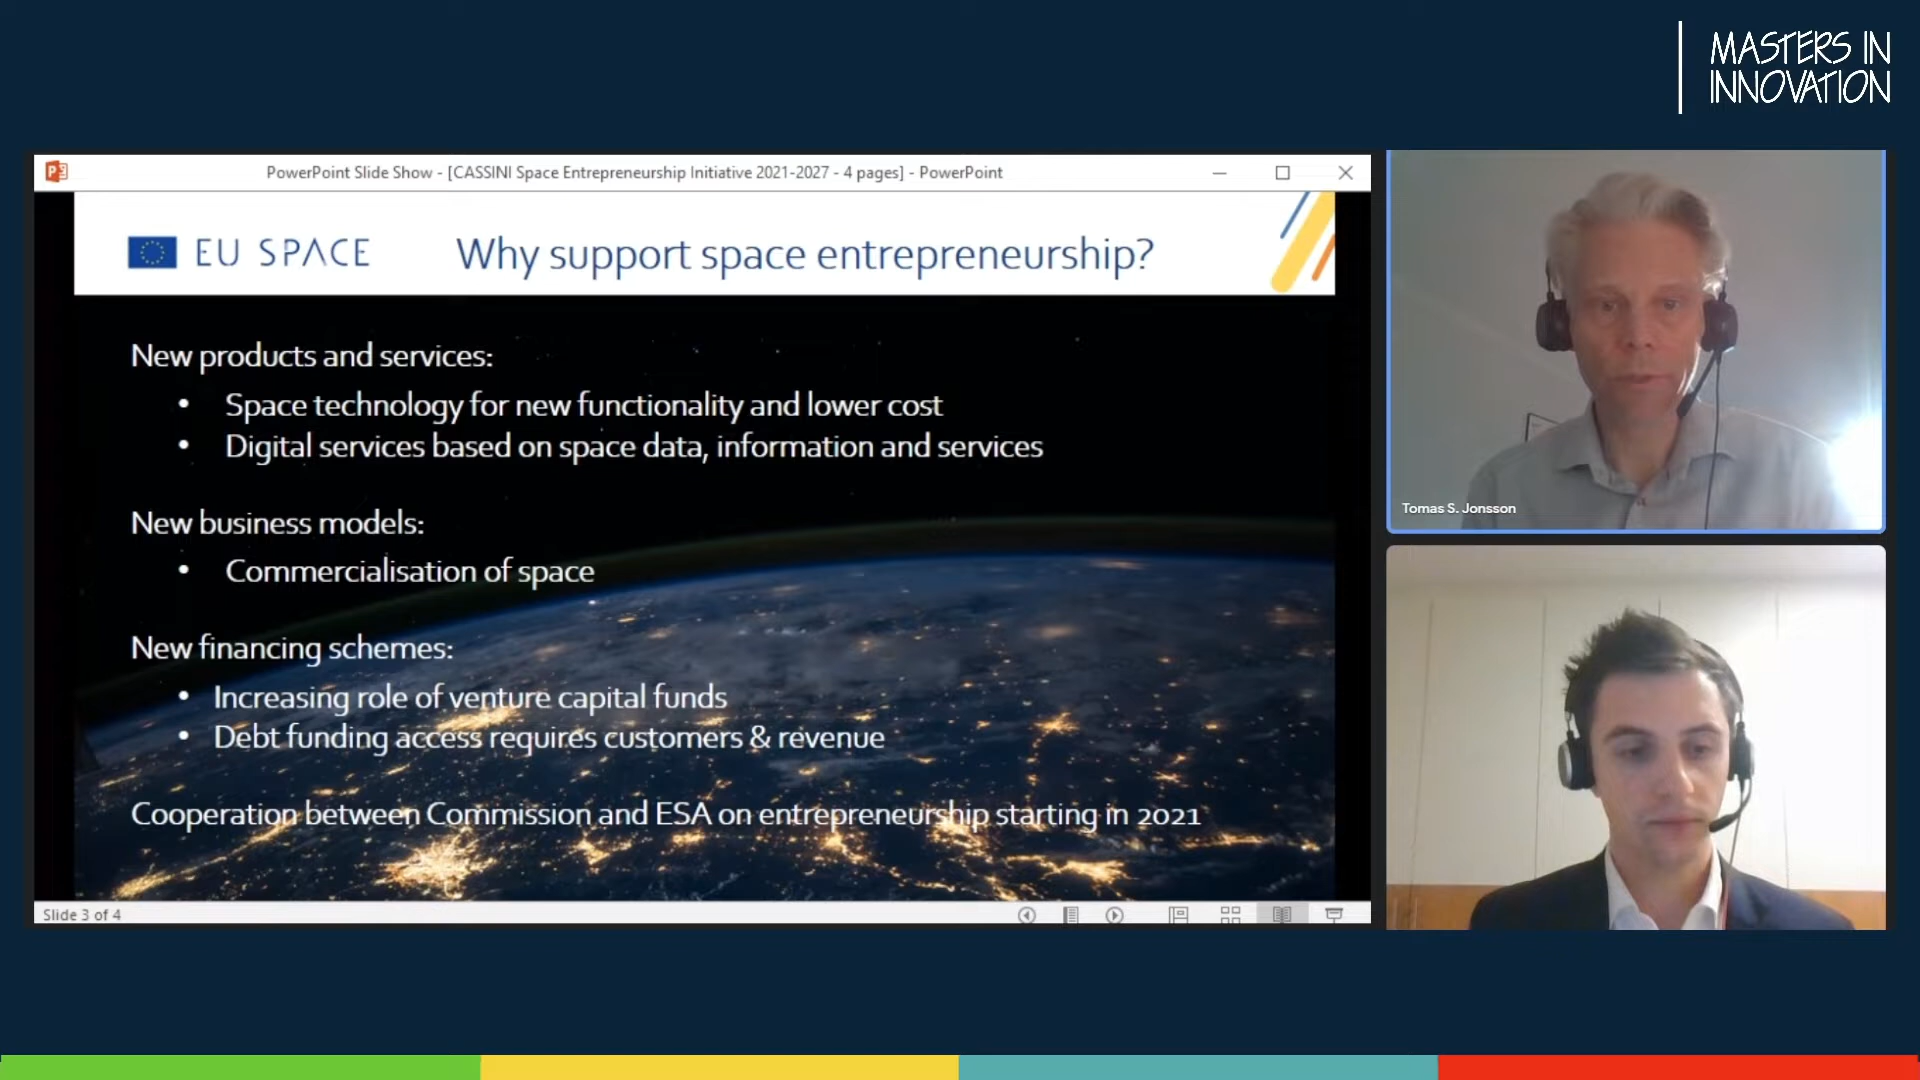 MASTERS IN
INNOVATION
PowerPoint Slide Show - [CASSINI Space Entrepreneurship Initiative 2021-2027 - 4 pages] - PowerPoint
EU SPACE
Why support space entrepreneurship?
New products and services:
• Space technology for new functionality and lower cost
• Digital services based on space data, information and services
New business models:
• Commercialisation of space
New financing schemes:
• Increasing role of venture capital funds
• Debt funding access requires customers & revenue
Cooperation between Commission and ESA on entrepreneurship starting in 2021
Slide 3 of 4
Tomas S. Jonsson